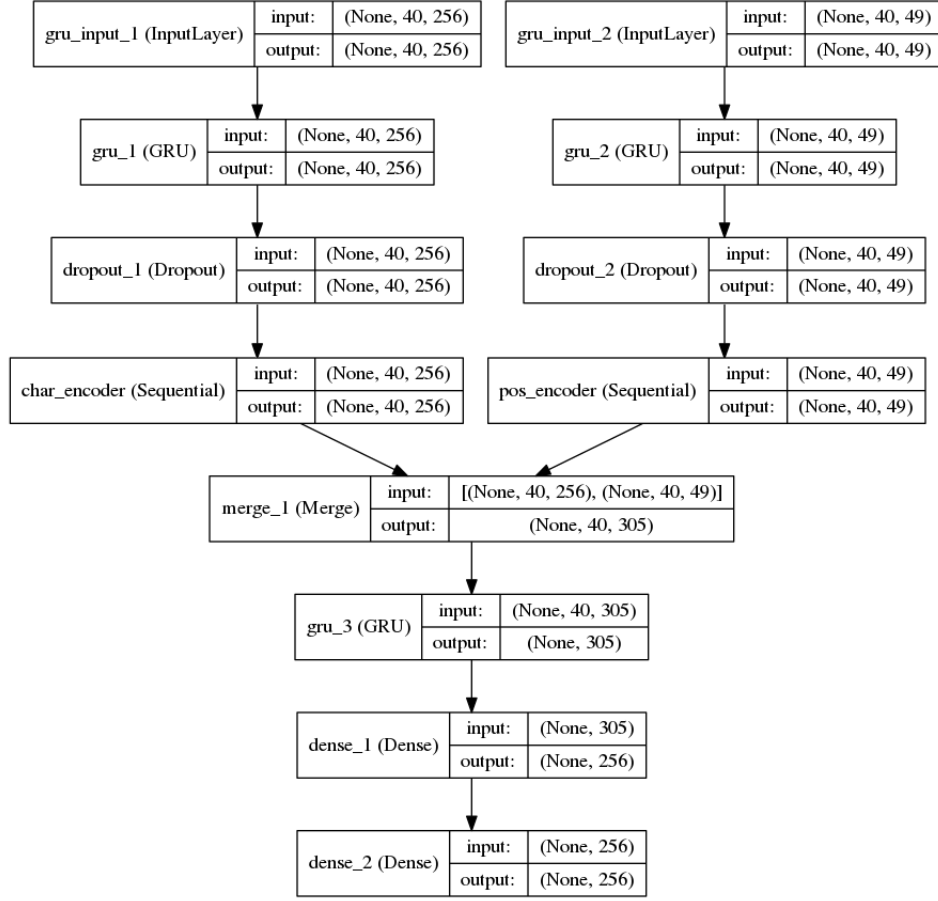 gru_input_1 (InputLayer) input: (None, 40, 256)
output: (None, 40, 256)
gru_input_2 (InputLayer) input: (None, 40, 49)
output: (None, 40, 49)
gru_1 (GRU) input: (None, 40, 256)
output: (None, 40, 256)
gru_2 (GRU) input: (None, 40, 49)
output: (None, 40, 49)
dropout_1 (Dropout) input: (None, 40, 256)
output: (None, 40, 256)
dropout_2 (Dropout) input: (None, 40, 49)
output: (None, 40, 49)
char_encoder (Sequential) input: (None, 40, 256)
output: (None, 40, 256)
pos_encoder (Sequential) input: (None, 40, 49)
output: (None, 40, 49)
merge_1 (Merge) input: [(None, 40, 256), (None, 40, 49)]
output: (None, 40, 305)
gru_3 (GRU) input: (None, 40, 305)
output: (None, 305)
dense_1 (Dense) input: (None, 305)
output: (None, 256)
dense_2 (Dense) input: (None, 256)
output: (None, 256)